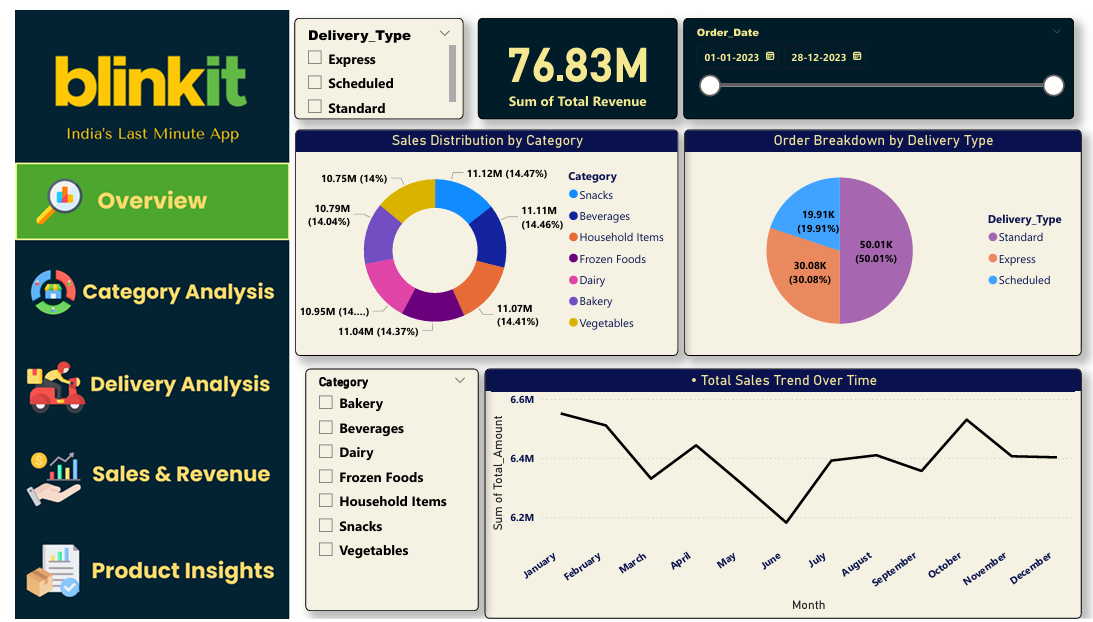 blinkit
India's Last Minute App
Overview
Category Analysis
Delivery Analysis
Sales & Revenue
Product Insights
Delivery_Type
Express
Scheduled
Standard
76.83M
Sum of Total Revenue
Order_Date
01-01-2023 28-12-2023
Sales Distribution by Category
11.12M (14.47%)
11.11M
(14.46%)
11.07M
(14.41%)
11.04M (14.37%)
10.95M (14....)
10.79M
(14.04%)
10.75M (14%)
Category
Snacks
Beverages
Household Items
Frozen Foods
Dairy
Bakery
Vegetables
Order Breakdown by Delivery Type
50.01K
(50.01%)
30.08K
(30.08%)
19.91K
(19.91%)
Delivery_Type
Standard
Express
Scheduled
Category
Bakery
Beverages
Dairy
Frozen Foods
Household Items
Snacks
Vegetables
• Total Sales Trend Over Time
Sum of Total_Amount
6.6M
6.4M
6.2M
January
February
March
April
May
June
July
August
September
October
November
December
Month